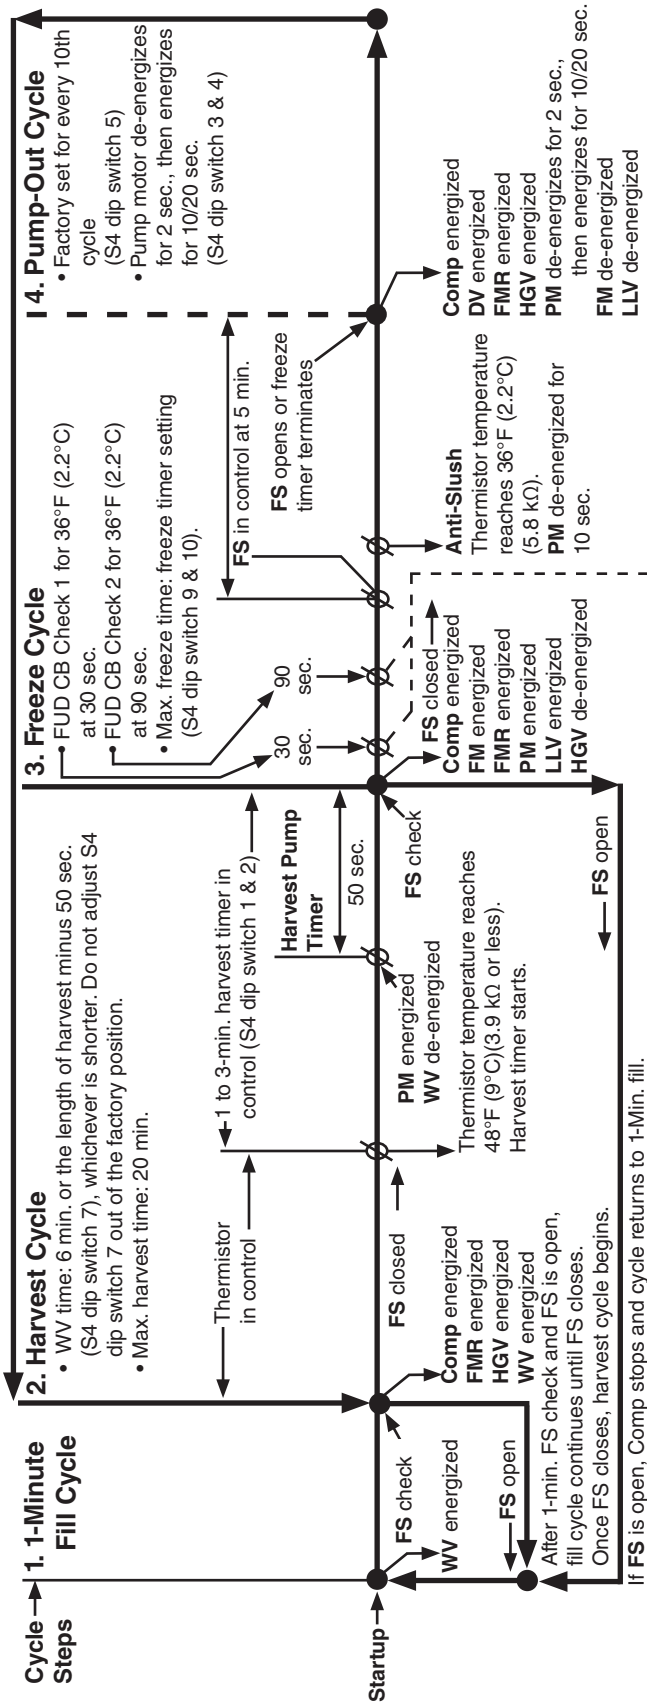 Cycle
Steps
1. 1-Minute
Fill Cycle
2. Harvest Cycle
• WV time: 6 min. or the length of harvest minus 50 sec.
(S4 dip switch 7), whichever is shorter. Do not adjust S4
dip switch 7 out of the factory position.
• Max. harvest time: 20 min.
3. Freeze Cycle
• FUD CB Check 1 for 36°F (2.2°C)
at 30 sec.
• FUD CB Check 2 for 36°F (2.2°C)
at 90 sec.
• Max. freeze time: freeze timer setting
(S4 dip switch 9 & 10).
4. Pump-Out Cycle
• Factory set for every 10th
cycle
(S4 dip switch 5)
• Pump motor de-energizes
for 2 sec., then energizes
for 10/20 sec.
(S4 dip switch 3 & 4)
Thermistor
in control
1 to 3-min. harvest timer in
control (S4 dip switch 1 & 2)
Harvest Pump
Timer
50 sec.
30
sec.
90
sec.
FS in control at 5 min.
FS opens or freeze
timer terminates
Startup
FS check
WV energized
FS closed
Comp energized
FMR energized
HGV energized
WV energized
PM energized
WV de-energized
Thermistor temperature reaches
48°F (9°C)(3.9 kΩ or less).
Harvest timer starts.
FS check
FS closed
Comp energized
FM energized
FMR energized
PM energized
LLV energized
HGV de-energized
Anti-Slush
Thermistor temperature
reaches 36°F (2.2°C)
(5.8 kΩ).
PM de-energized for
10 sec.
Comp energized
DV energized
FMR energized
HGV energized
PM de-energizes for 2 sec.,
then energizes for 10/20 sec.
FM de-energized
LLV de-energized
FS open
After 1-min. FS check and FS is open,
fill cycle continues until FS closes.
Once FS closes, harvest cycle begins.
FS open
If FS is open, Comp stops and cycle returns to 1-Min. fill.